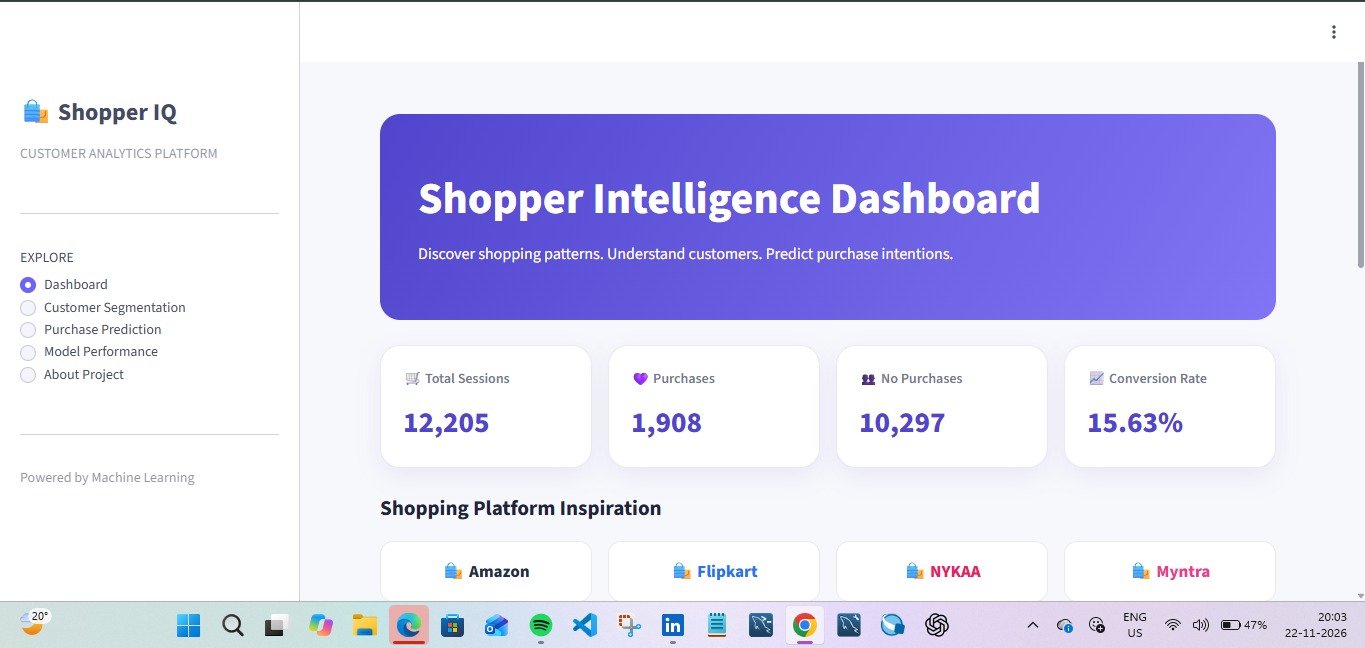 Shopper IQ
CUSTOMER ANALYTICS PLATFORM
EXPLORE
Dashboard
Customer Segmentation
Purchase Prediction
Model Performance
About Project
Powered by Machine Learning
Shopper Intelligence Dashboard
Discover shopping patterns. Understand customers. Predict purchase intentions.
Total Sessions
12,205
Purchases
1,908
No Purchases
10,297
Conversion Rate
15.63%
Shopping Platform Inspiration
Amazon
Flipkart
NYKAA
Myntra
20°
ENG
US
47%
20:03
22-11-2026